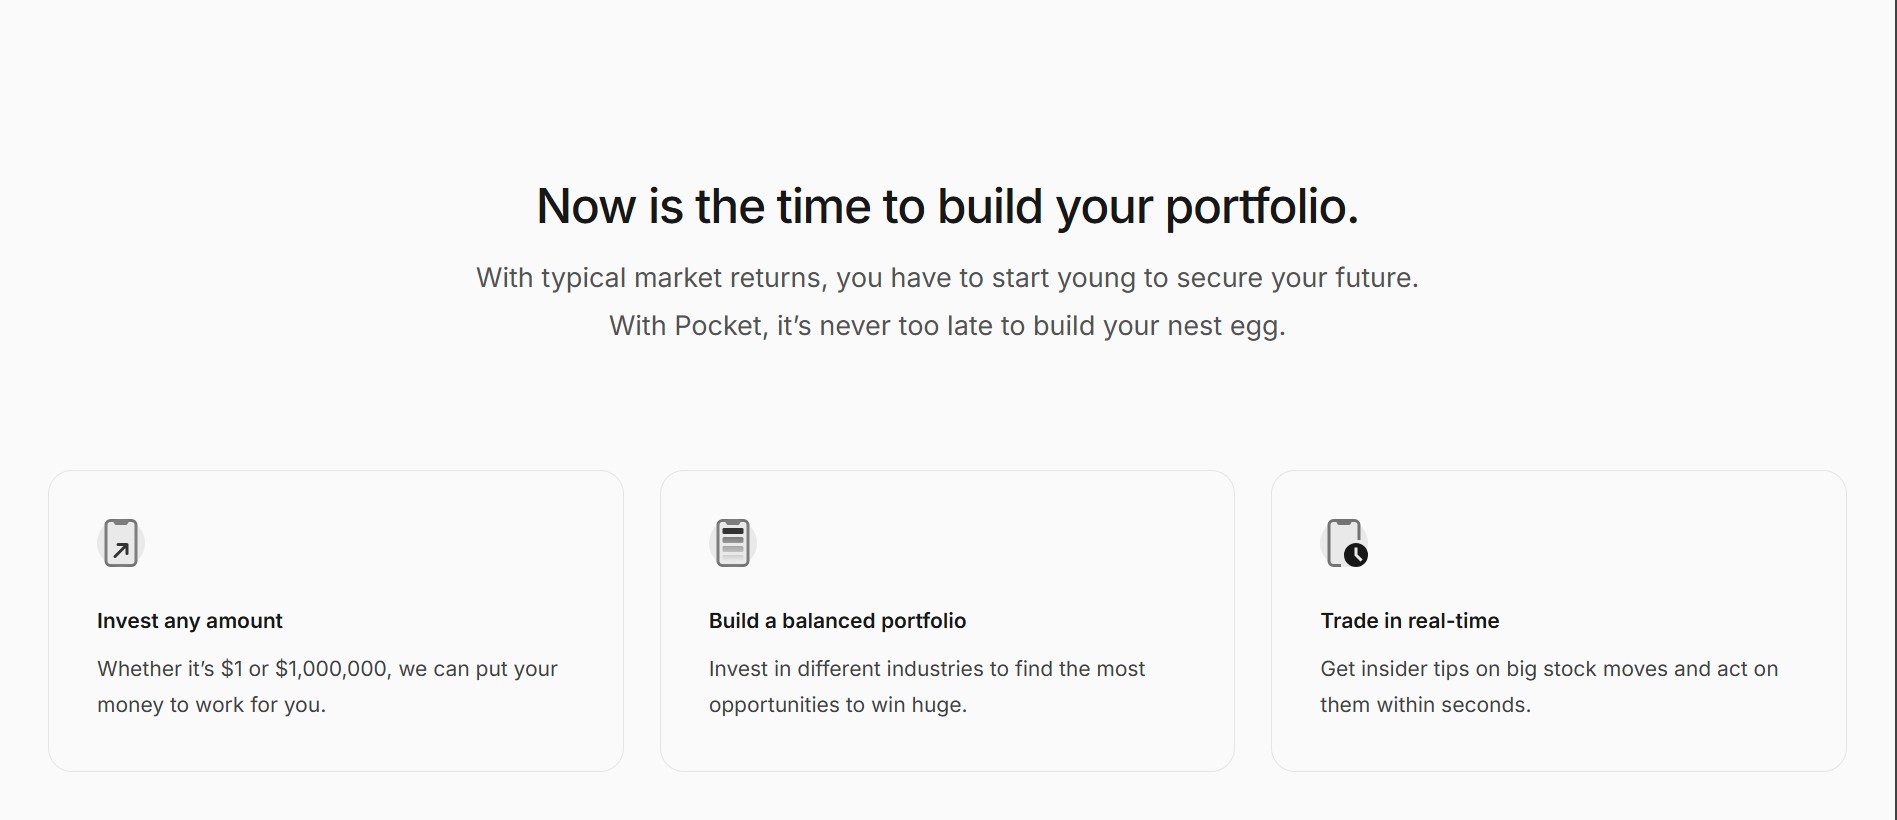 Now is the time to build your portfolio.
With typical market returns, you have to start young to secure your future.
With Pocket, it’s never too late to build your nest egg.
Invest any amount
Whether it’s $1 or $1,000,000, we can put your
money to work for you.
Build a balanced portfolio
Invest in different industries to find the most
opportunities to win huge.
Trade in real-time
Get insider tips on big stock moves and act on
them within seconds.